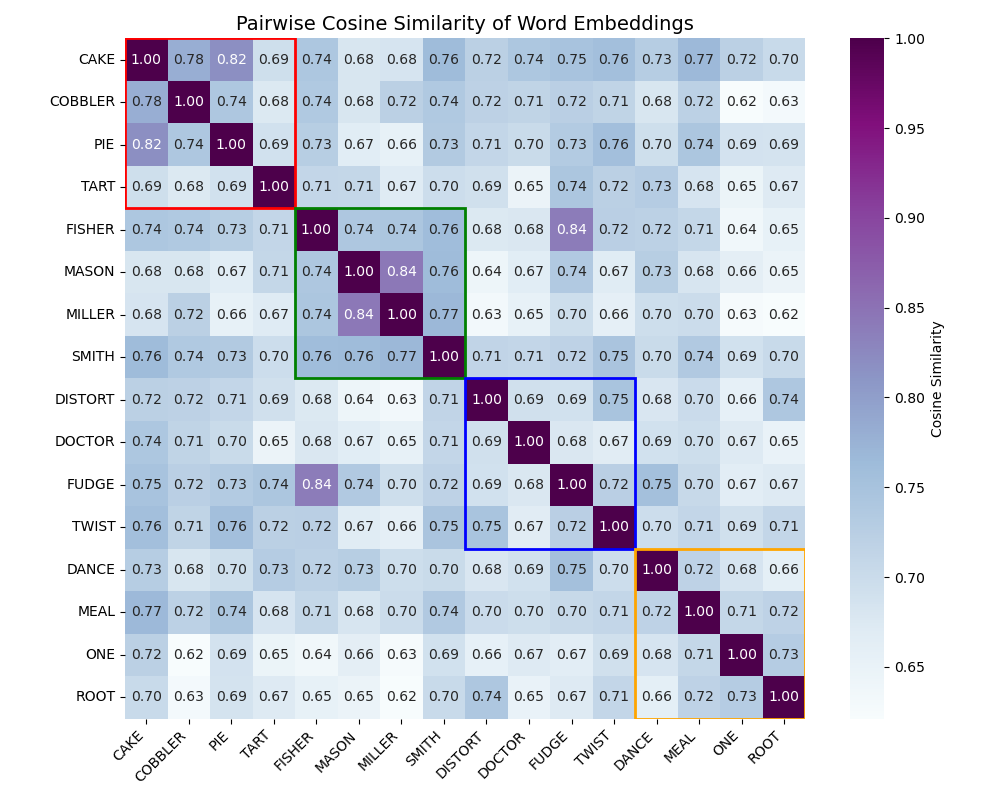 Pairwise Cosine Similarity of Word Embeddings
CAKE 1.00 0.78 0.82 0.69 0.74 0.68 0.68 0.76 0.72 0.74 0.75 0.76 0.73 0.77 0.72 0.70
COBBLER 0.78 1.00 0.74 0.68 0.74 0.68 0.72 0.74 0.72 0.71 0.72 0.71 0.68 0.72 0.62 0.63
PIE 0.82 0.74 1.00 0.69 0.73 0.67 0.66 0.73 0.71 0.70 0.73 0.76 0.70 0.74 0.69 0.69
TART 0.69 0.68 0.69 1.00 0.71 0.71 0.67 0.70 0.69 0.65 0.74 0.72 0.73 0.68 0.65 0.67
FISHER 0.74 0.74 0.73 0.71 1.00 0.74 0.74 0.76 0.68 0.68 0.84 0.72 0.72 0.71 0.64 0.65
MASON 0.68 0.68 0.67 0.71 0.74 1.00 0.84 0.76 0.64 0.67 0.74 0.67 0.73 0.68 0.66 0.65
MILLER 0.68 0.72 0.66 0.67 0.74 0.84 1.00 0.77 0.63 0.65 0.70 0.66 0.70 0.70 0.63 0.62
SMITH 0.76 0.74 0.73 0.70 0.76 0.76 0.77 1.00 0.71 0.71 0.72 0.75 0.70 0.74 0.69 0.70
DISTORT 0.72 0.72 0.71 0.69 0.68 0.64 0.63 0.71 1.00 0.69 0.69 0.75 0.68 0.70 0.66 0.74
DOCTOR 0.74 0.71 0.70 0.65 0.68 0.67 0.65 0.71 0.69 1.00 0.68 0.67 0.69 0.70 0.67 0.65
FUDGE 0.75 0.72 0.73 0.74 0.84 0.74 0.70 0.72 0.69 0.68 1.00 0.72 0.75 0.70 0.67 0.67
TWIST 0.76 0.71 0.76 0.72 0.72 0.67 0.66 0.75 0.75 0.67 0.72 1.00 0.70 0.71 0.69 0.71
DANCE 0.73 0.68 0.70 0.73 0.72 0.73 0.70 0.70 0.68 0.69 0.75 0.70 1.00 0.72 0.68 0.66
MEAL 0.77 0.72 0.74 0.68 0.71 0.68 0.70 0.74 0.70 0.70 0.70 0.71 0.72 1.00 0.71 0.72
ONE 0.72 0.62 0.69 0.65 0.64 0.66 0.63 0.69 0.66 0.67 0.67 0.69 0.68 0.71 1.00 0.73
ROOT 0.70 0.63 0.69 0.67 0.65 0.65 0.62 0.70 0.74 0.65 0.67 0.71 0.66 0.72 0.73 1.00
CAKE COBBLER PIE TART FISHER MASON MILLER SMITH DISTORT DOCTOR FUDGE TWIST DANCE MEAL ONE ROOT
1.00
0.95
0.90
0.85
0.80
0.75
0.70
0.65
Cosine Similarity